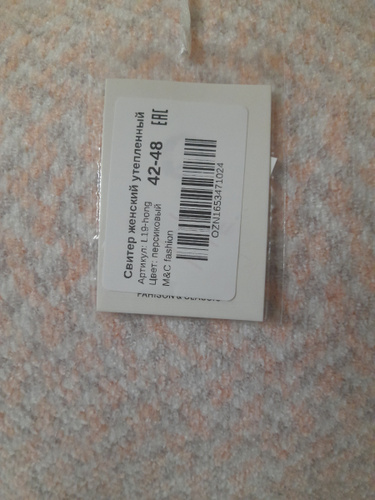 Свитер женский утепленный
Артикул: L19-hong
Цвет: персиковый
42-48
EAC
M&C fashion
OZN1653471024